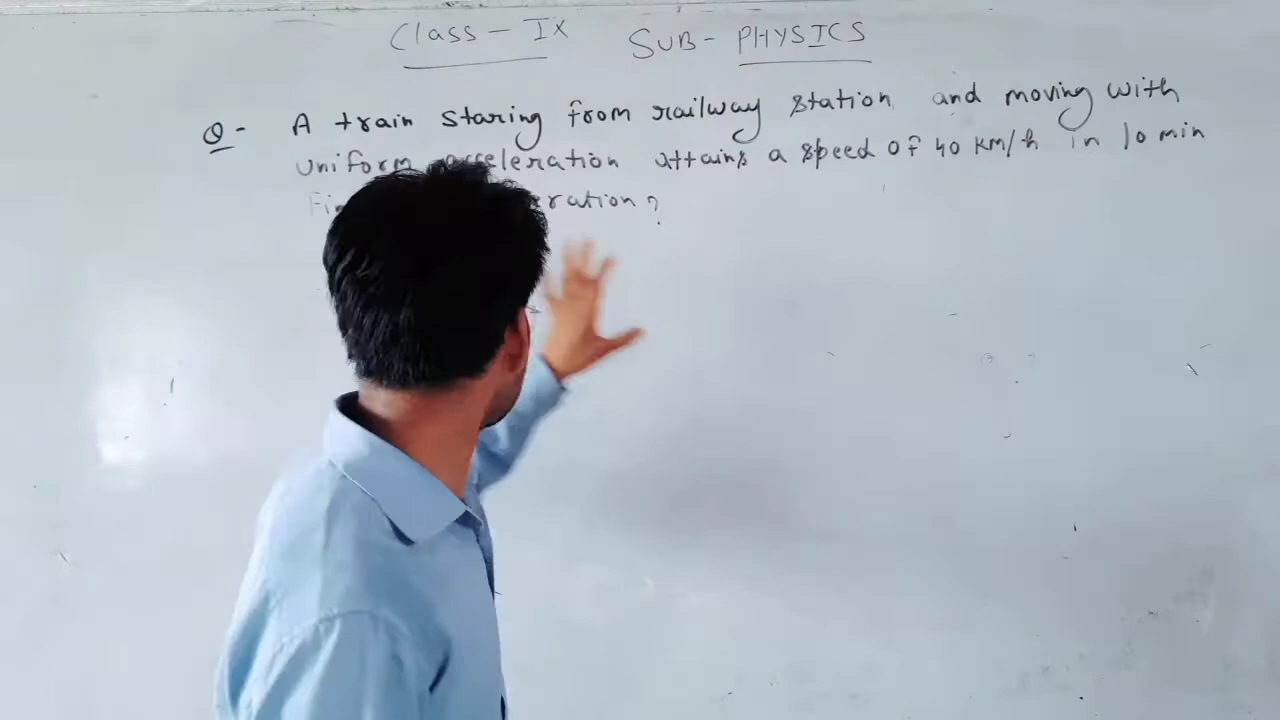 Class - IX SUB - PHYSICS
Q - A train staring from railway station and moving with
uniform acceleration attains a speed of 40 km/h in 10 min